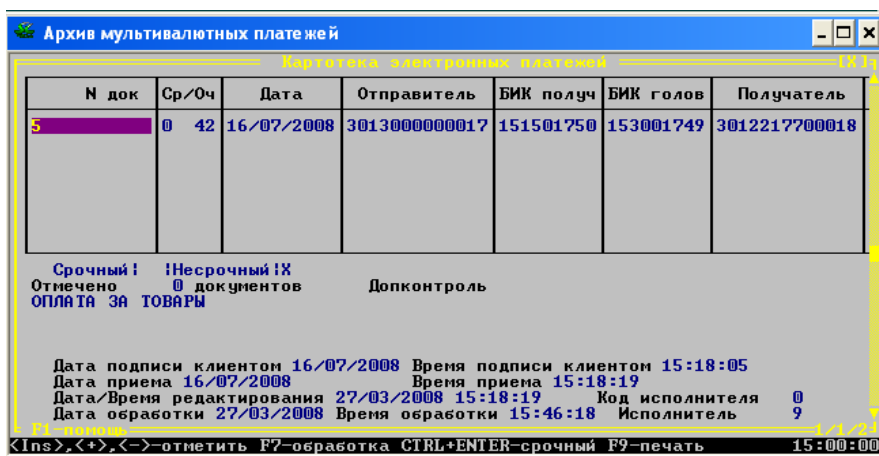 Архив мультивалютных платежей
Картотека электронных платежей [X]
N док Ср/Оч Дата Отправитель БИК получ БИК голов Получатель
5 0 42 16/07/2008 3013000000017 151501750 153001749 3012217700018
Срочный¦ ¦Несрочный¦X
Отмечено 0 документов Допконтроль
ОПЛАТА ЗА ТОВАРЫ
Дата подписи клиентом 16/07/2008 Время подписи клиентом 15:18:05
Дата приема 16/07/2008 Время приема 15:18:19
Дата/Время редактирования 27/03/2008 15:18:19 Код исполнителя 0
Дата обработки 27/03/2008 Время обработки 15:46:18 Исполнитель 9
F1-помощь 1/1/2
<Ins>,<+>,<->-отметить F7-обработка CTRL+ENTER-срочный F9-печать 15:00:00